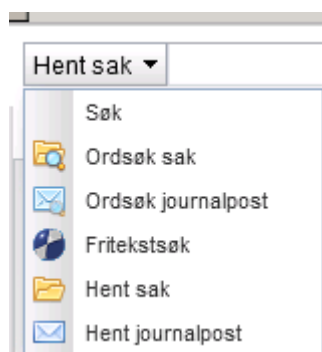 Hent sak
Søk
Ordsøk sak
Ordsøk journalpost
Fritekstsøk
Hent sak
Hent journalpost